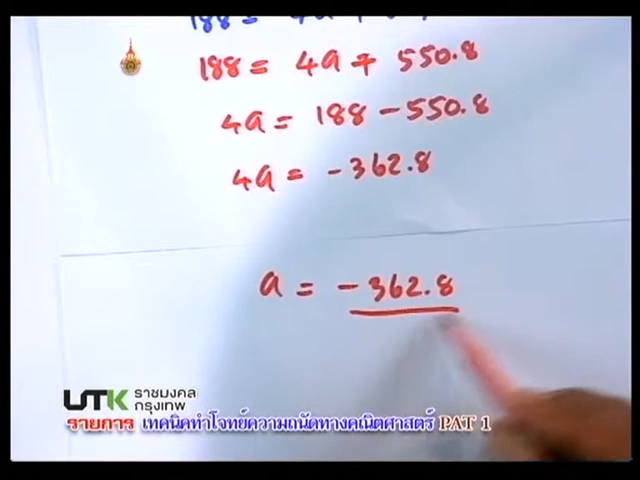 188 = 4a +
188 = 4a + 550.8
4a = 188 - 550.8
4a = - 362.8
a = - 362.8
UTK ราชมงคล
กรุงเทพ
รายการ เทคนิคทำโจทย์ความถนัดทางคณิตศาสตร์ PAT 1